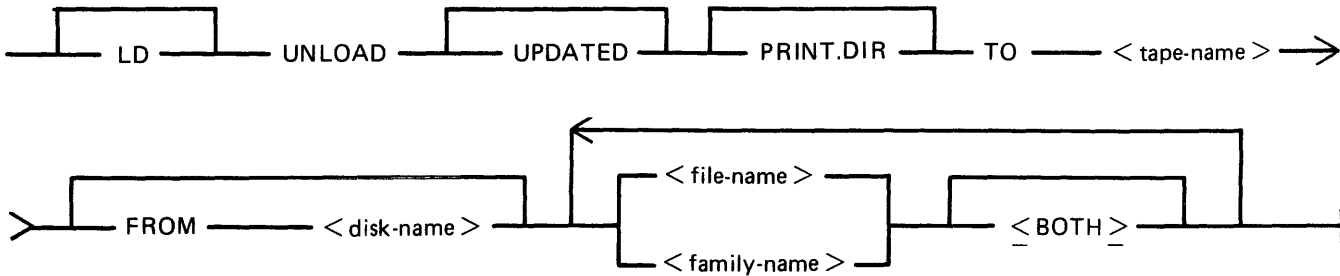 LD UNLOAD UPDATED PRINT.DIR TO <tape-name>
<file-name>
FROM <disk-name> <BOTH>
<family-name>